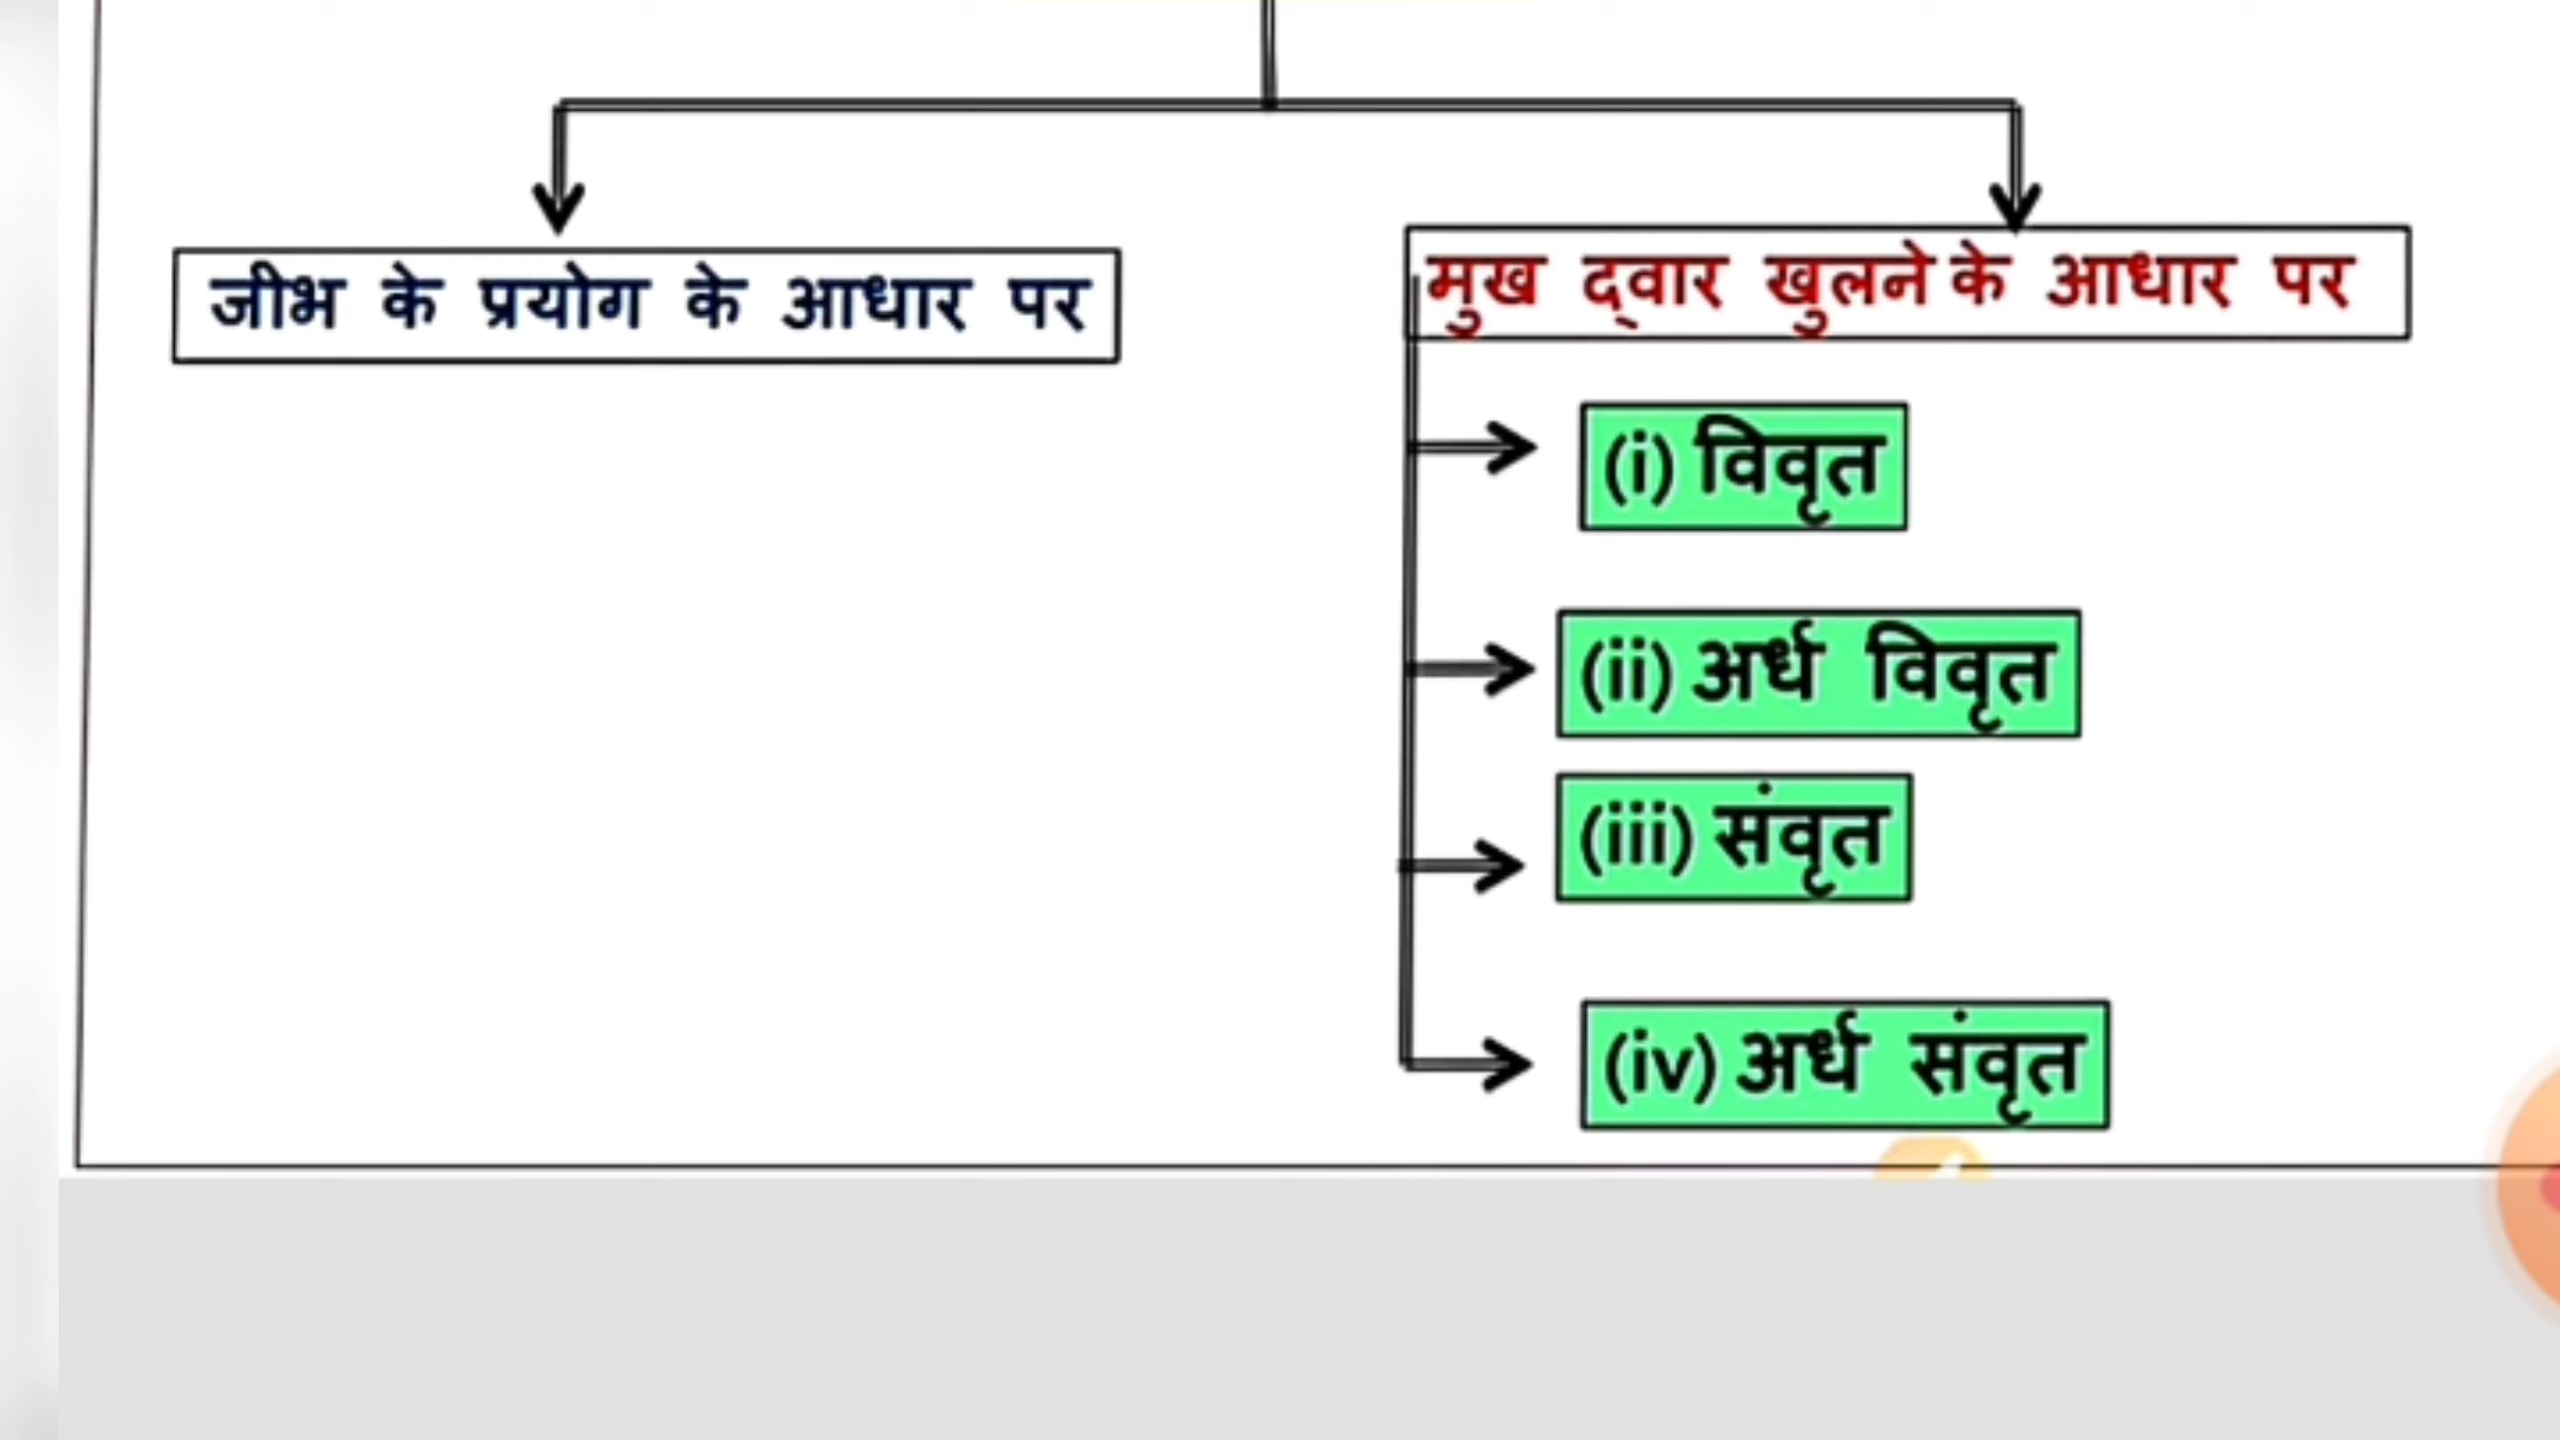 जीभ के प्रयोग के आधार पर
मुख द्वार खुलने के आधार पर
(i) विवृत
(ii) अर्ध विवृत
(iii) संवृत
(iv) अर्ध संवृत